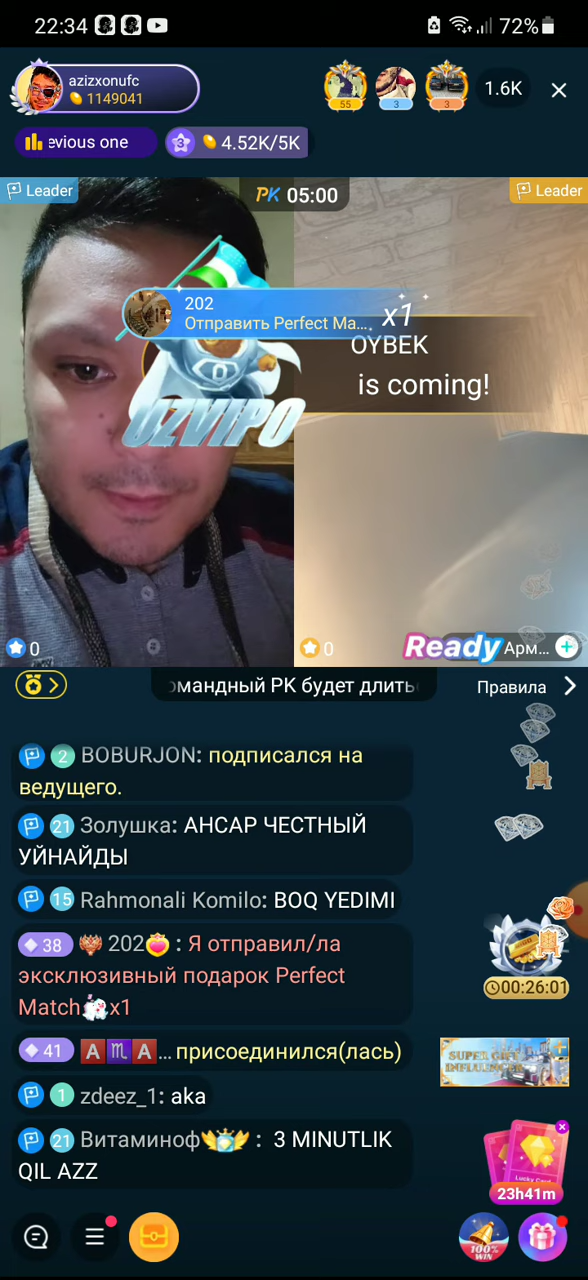 22:34
72%
azizxonufc
1149041
55
3
3
1.6K
evious one
3
4.52K/5K
Leader
PK 05:00
Leader
202
Отправить Perfect Ma...
x1
OYBEK
is coming!
UZVIPO
0
0
Ready
Арм...
омандный PK будет длить
Правила
2 BOBURJON: подписался на
ведущего.
21 Золушка: АНСАР ЧЕСТНЫЙ
УЙНАЙДЫ
15 Rahmonali Komilo: BOQ YEDIMI
38 202 : Я отправил/ла
эксклюзивный подарок Perfect
Match x1
00:26:01
41 A M A ... присоединился(лась)
SUPER GIFT
INFLUENCER
1 zdeez_1: aka
21 Витаминоф : 3 MINUTLIK
QIL AZZ
Lucky Card
23h41m
100%
WIN